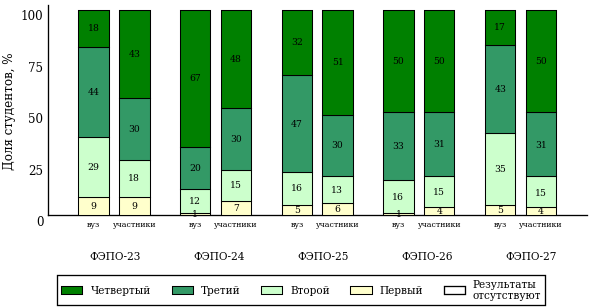 Доля студентов, %
100
75
50
25
0
18 43 67 48 32 51 50 50 17 50
44 30 20 30 47 30 33 31 43 31
29 18 12 15 16 13 16 15 35 15
9 9 1 7 5 6 1 4 5 4
вуз участники вуз участники вуз участники вуз участники вуз участники
ФЭПО-23 ФЭПО-24 ФЭПО-25 ФЭПО-26 ФЭПО-27
Четвертый Третий Второй Первый Результаты
отсутствуют